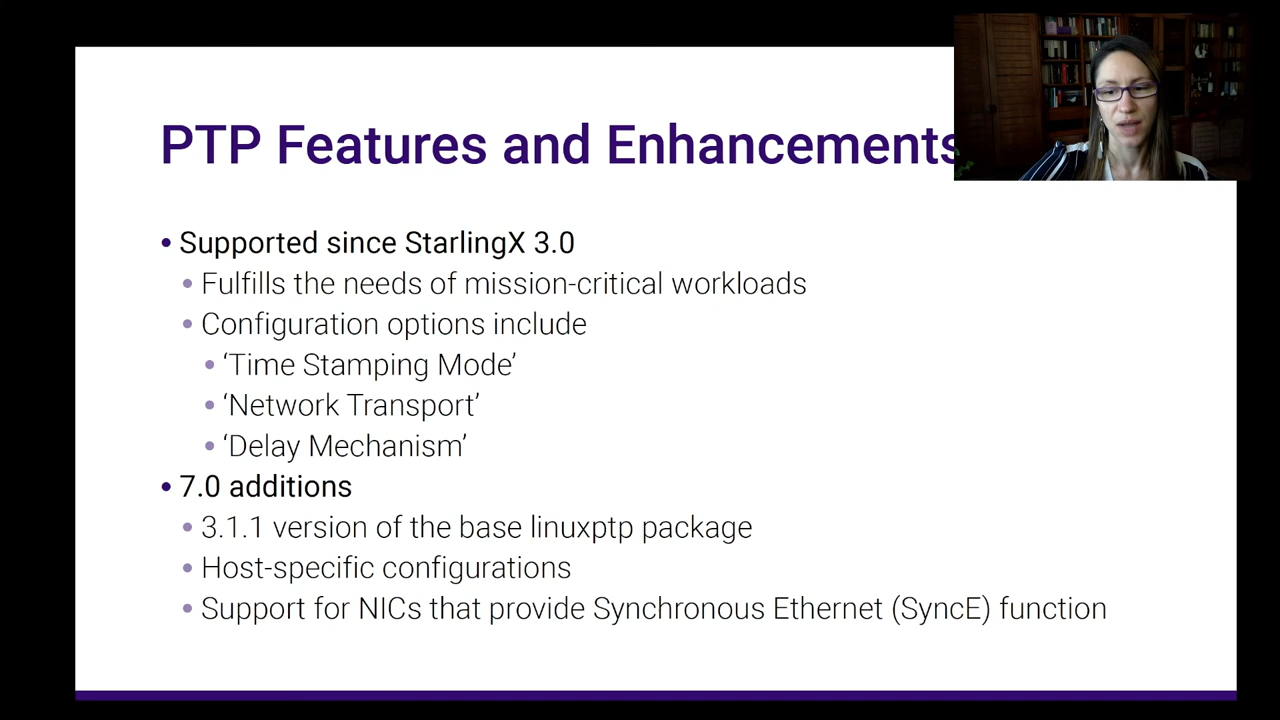 PTP Features and Enhancements
• Supported since StarlingX 3.0
• Fulfills the needs of mission-critical workloads
• Configuration options include
• ‘Time Stamping Mode’
• ‘Network Transport’
• ‘Delay Mechanism’
• 7.0 additions
• 3.1.1 version of the base linuxptp package
• Host-specific configurations
• Support for NICs that provide Synchronous Ethernet (SyncE) function